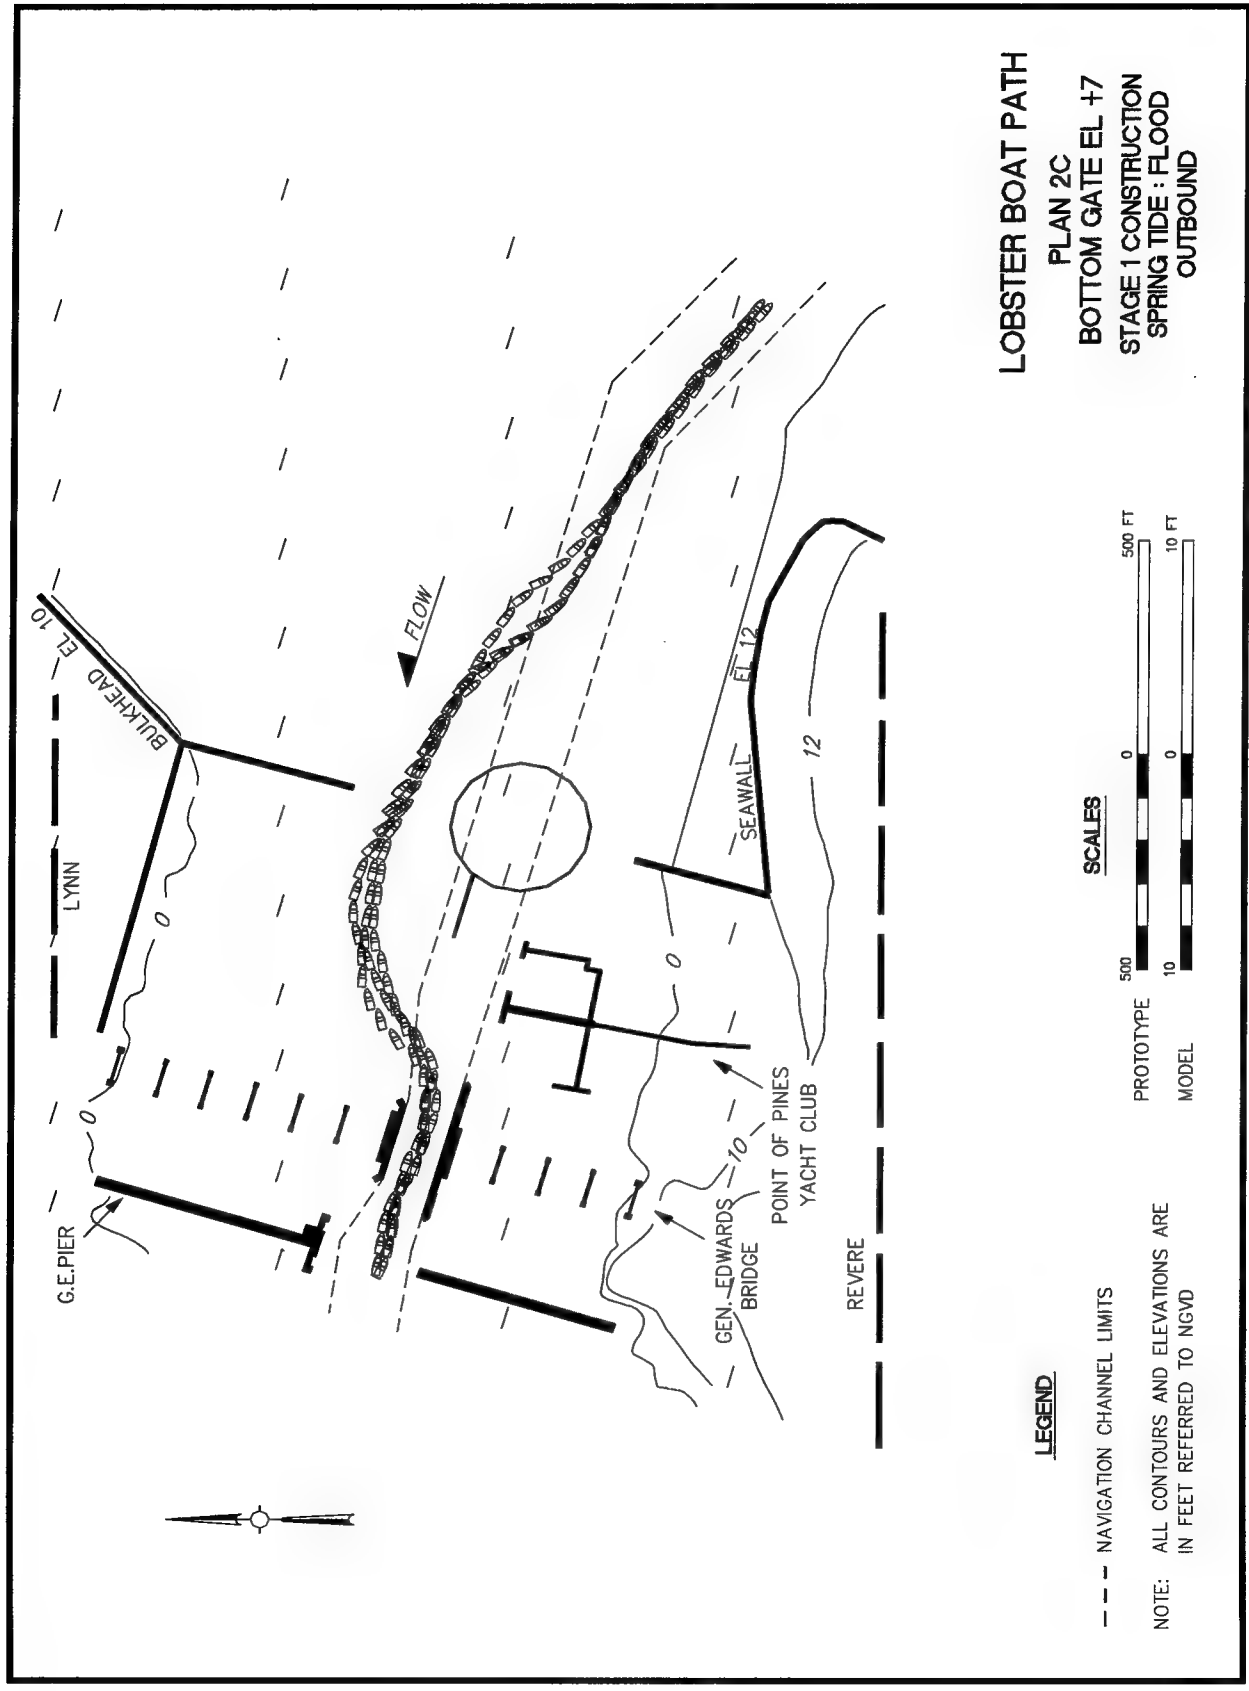 BULKHEAD EL 10
LYNN
0
0
G.E.PIER
FLOW
SEAWALL EL 12
12
0
10
POINT OF PINES
YACHT CLUB
GEN. EDWARDS
BRIDGE
REVERE
LOBSTER BOAT PATH
PLAN 2C
BOTTOM GATE EL +7
STAGE 1 CONSTRUCTION
SPRING TIDE : FLOOD
OUTBOUND
SCALES
PROTOTYPE 500 0 500 FT
MODEL 10 0 10 FT
LEGEND
NAVIGATION CHANNEL LIMITS
NOTE: ALL CONTOURS AND ELEVATIONS ARE
IN FEET REFERRED TO NGVD